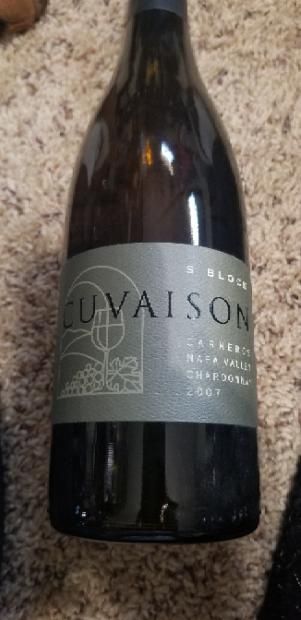 S BLOCK
CUVAISON
CARNEROS
NAPA VALLEY
CHARDONNAY
2007